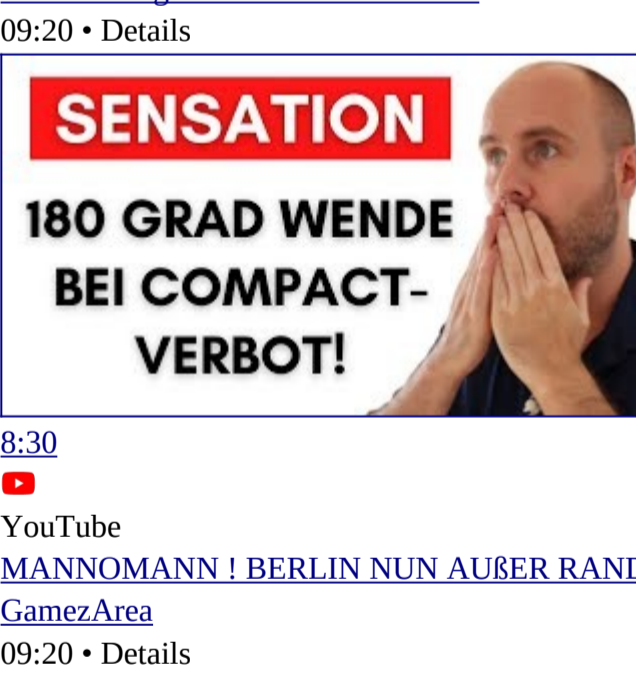 09:20 • Details
SENSATION
180 GRAD WENDE
BEI COMPACT-
VERBOT!
8:30
YouTube
MANNOMANN ! BERLIN NUN AUßER RAND
GamezArea
09:20 • Details